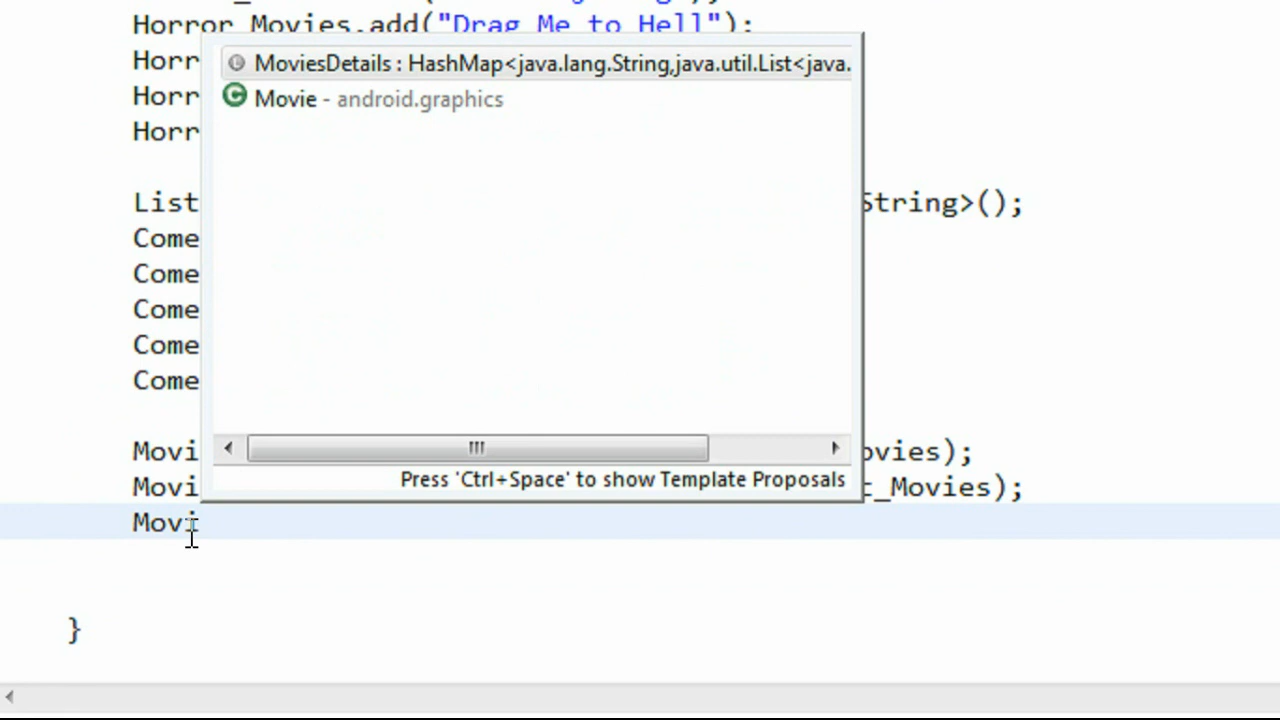 Horror_Movies.add("Drag Me to Hell");
Horr
Horr
Horr
MoviesDetails : HashMap<java.lang.String,java.util.List<java.
Movie - android.graphics
List
String>();
Come
Come
Come
Come
Come
Movi
ovies);
Movi
_Movies);
Movi
Press 'Ctrl+Space' to show Template Proposals
}